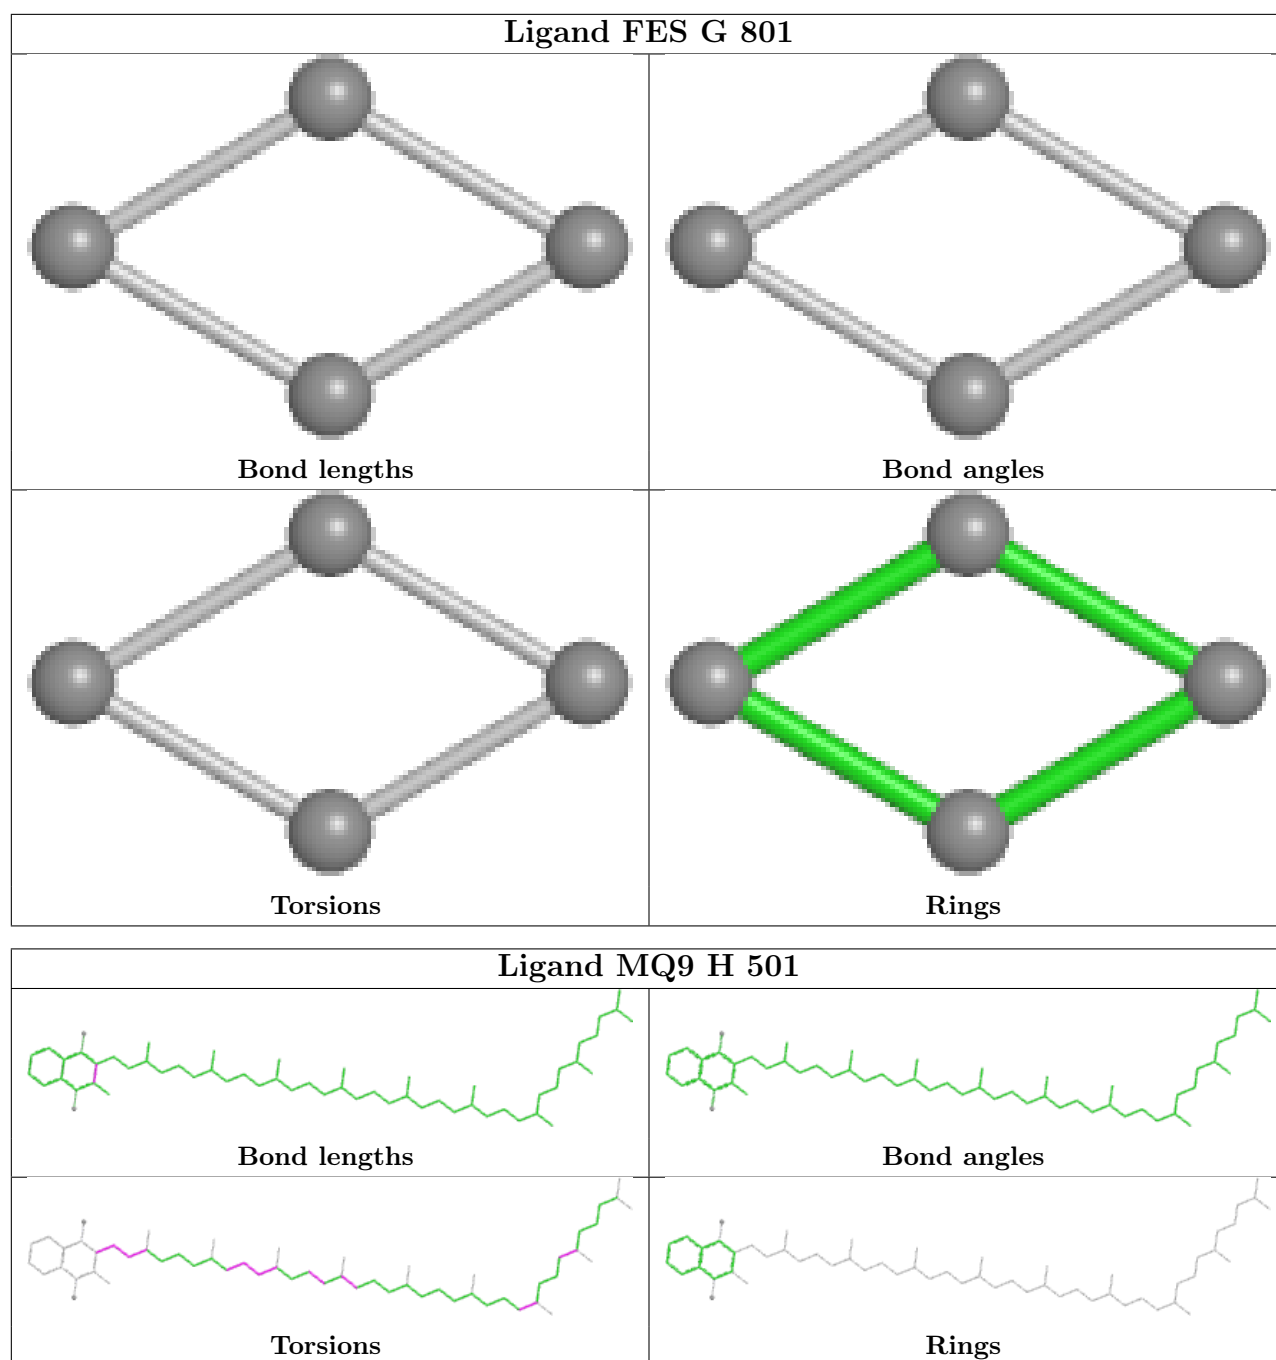 Ligand FES G 801
Bond lengths
Bond angles
Torsions
Rings
Ligand MQ9 H 501
Bond lengths
Bond angles
Torsions
Rings